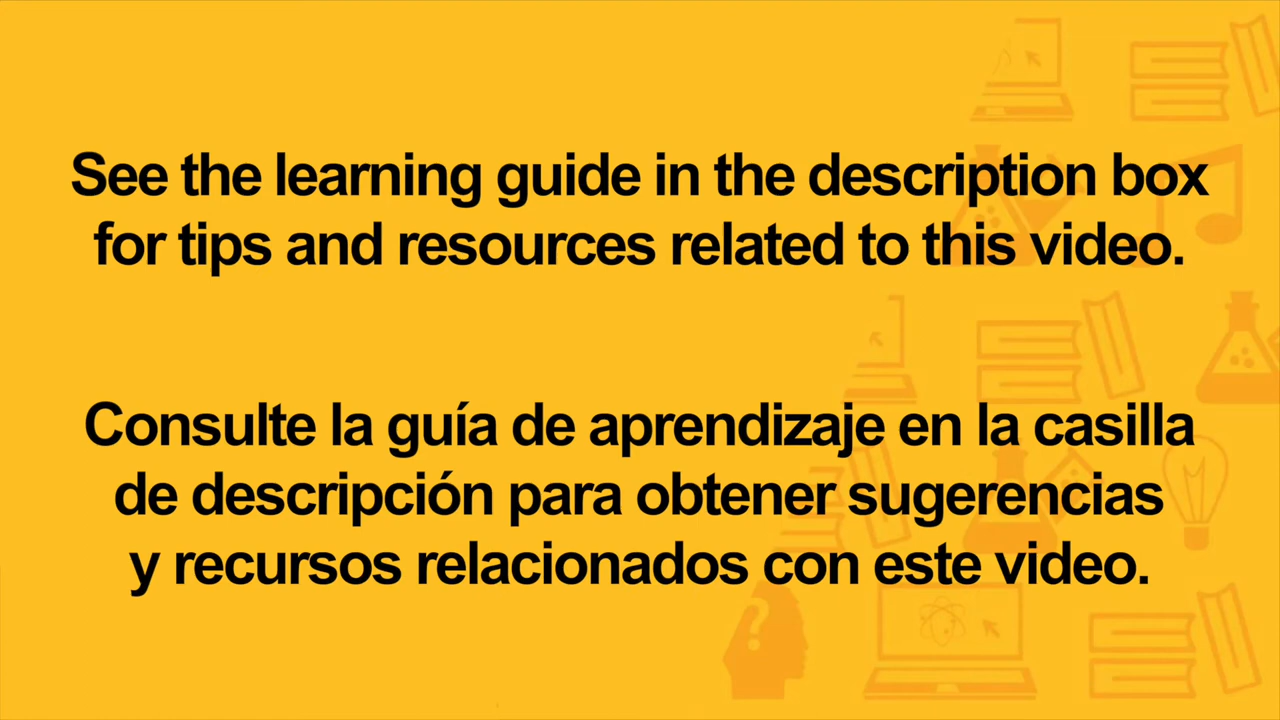 See the learning guide in the description box
for tips and resources related to this video.
Consulte la guía de aprendizaje en la casilla
de descripción para obtener sugerencias
y recursos relacionados con este video.